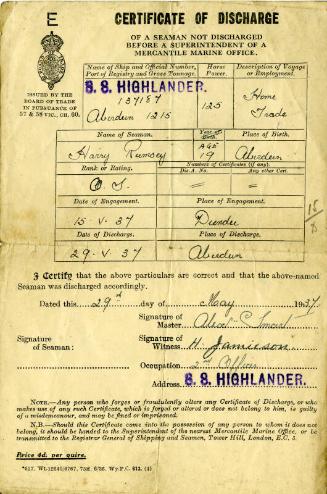 E
CERTIFICATE OF DISCHARGE
OF A SEAMAN NOT DISCHARGED
BEFORE A SUPERINTENDENT OF A
MERCANTILE MARINE OFFICE.
ISSUED BY THE
BOARD OF TRADE
IN PURSUANCE OF
57 & 58 VIC., CH. 60.
Name of Ship and Official Number, Port of Registry and Gross Tonnage.
Horse Power.
Description of Voyage or Employment.
S. S. HIGHLANDER.
137187
Aberdeen 1215
125
Home Trade
Name of Seaman.
Year of Birth.
Place of Birth.
Harry Rumsey
AGE 19
Aberdeen
Rank or Rating.
Numbers of Certificates (if any).
Dis. A. No.
Any other Cert.
O. S.
Date of Engagement.
Place of Engagement.
15. V. 37
Dundee
Date of Discharge.
Place of Discharge.
29. V. 37
Aberdeen
I Certify that the above particulars are correct and that the above-named
Seaman was discharged accordingly.
Dated this 29th day of May 1937
Signature of Master
Signature of Seaman:
Signature of Witness H. Jamieson
Occupation 2nd Officer
Address. S. S. HIGHLANDER.
NOTE.—Any person who forges or fraudulently alters any Certificate of Discharge, or who
makes use of any such Certificate, which is forged or altered or does not belong to him, is guilty
of a misdemeanor, and may be fined or imprisoned.
N.B.—Should this Certificate come into the possession of any person to whom it does not
belong, it should be handed to the Superintendent of the nearest Mercantile Marine Office, or be
transmitted to the Registrar General of Shipping and Seamen, Tower Hill, London, E.C. 3.
Price 4d. per quire.